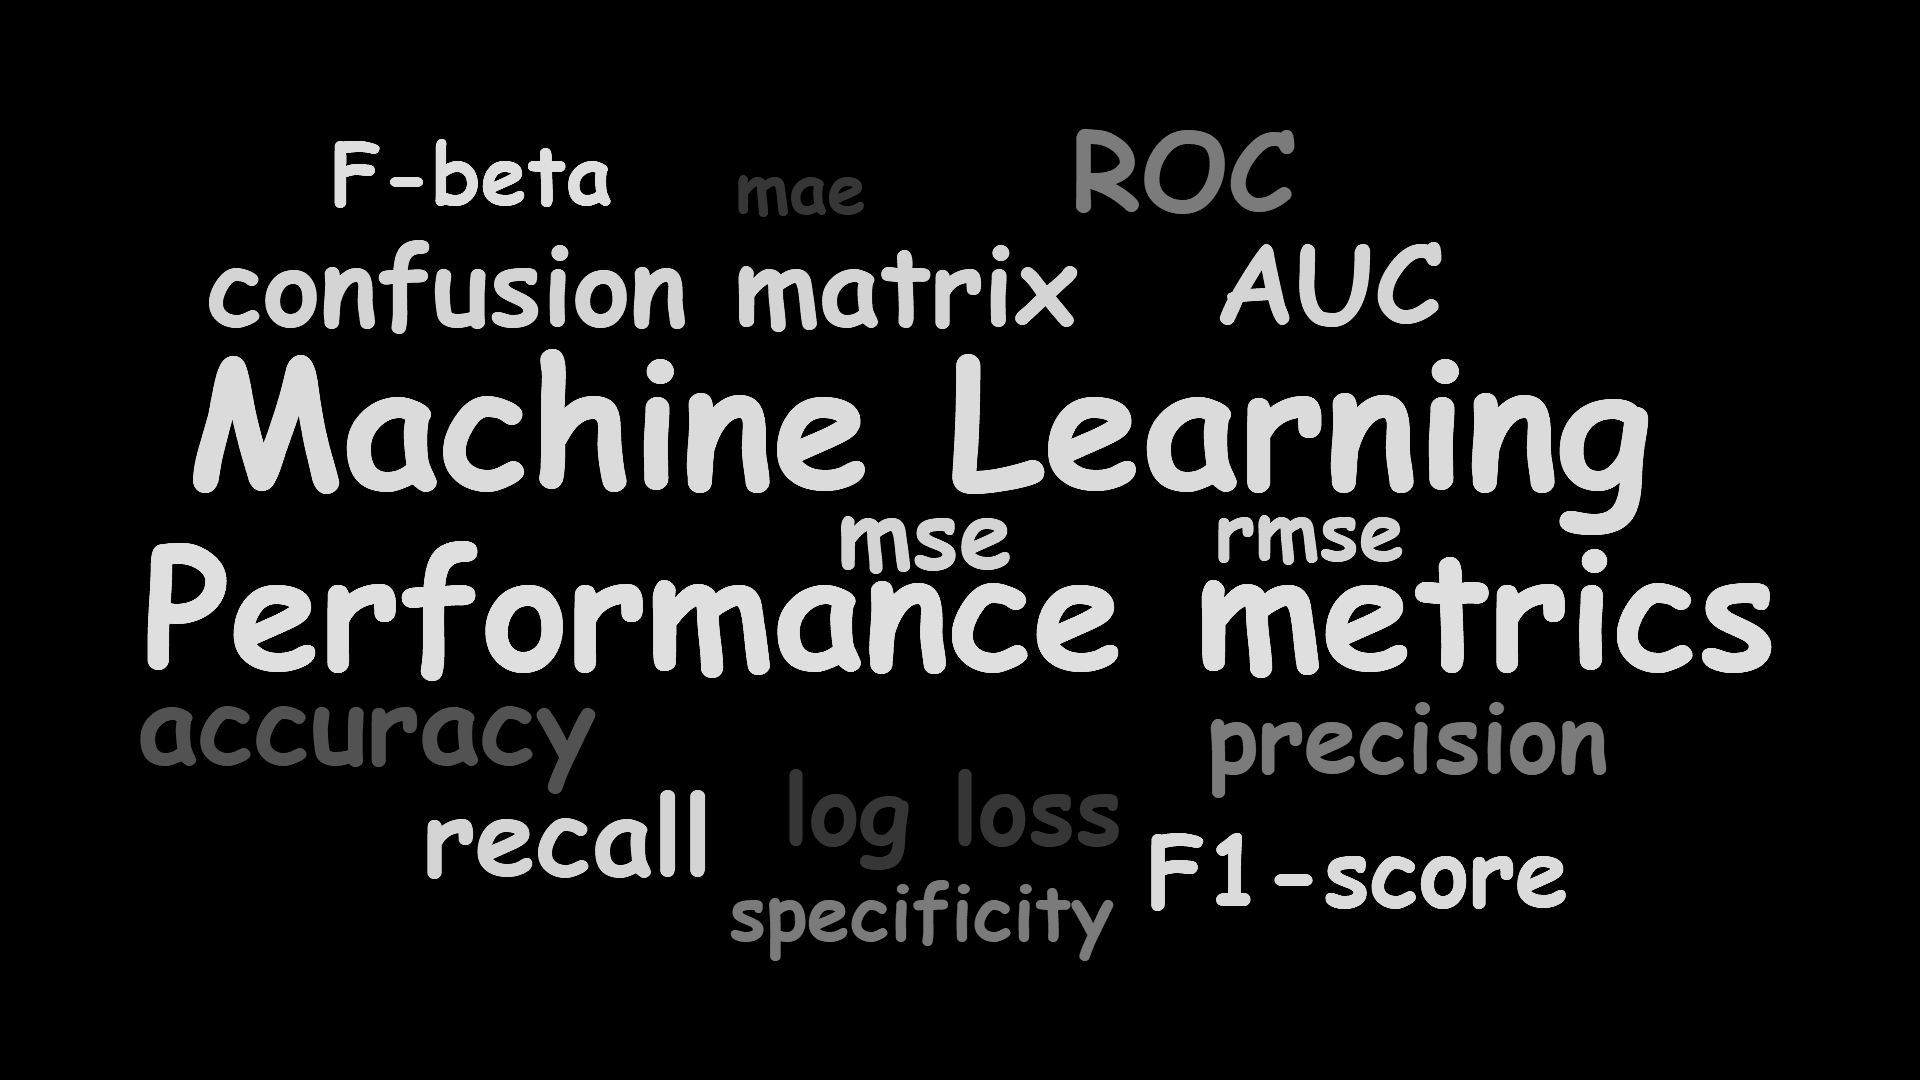 F-beta mae ROC
confusion matrix AUC
Machine Learning
mse rmse
Performance metrics
accuracy precision
recall log loss F1-score
specificity